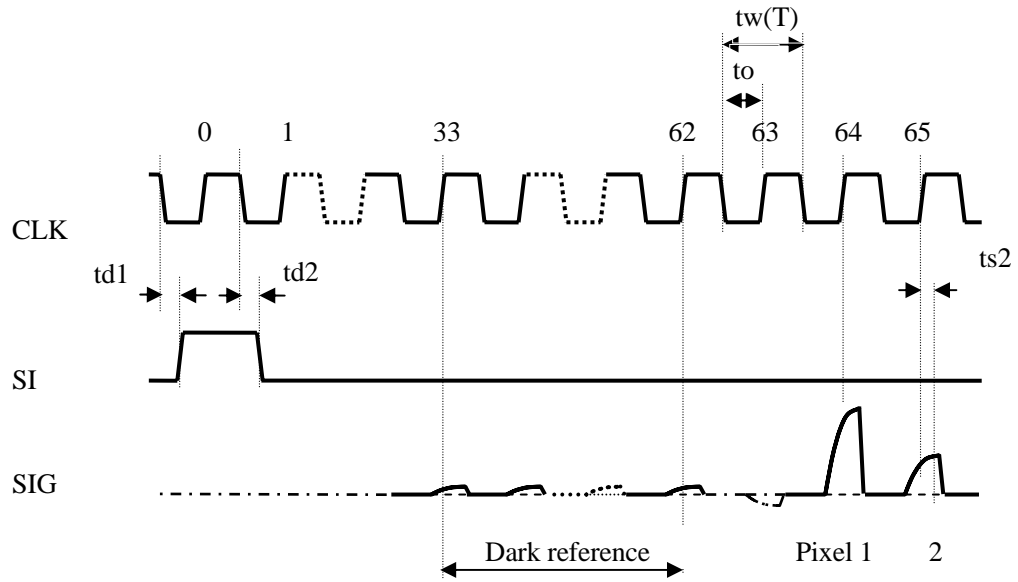 tw(T)
to
0 1 33 62 63 64 65
CLK
td1 td2 ts2
SI
SIG
Dark reference Pixel 1 2